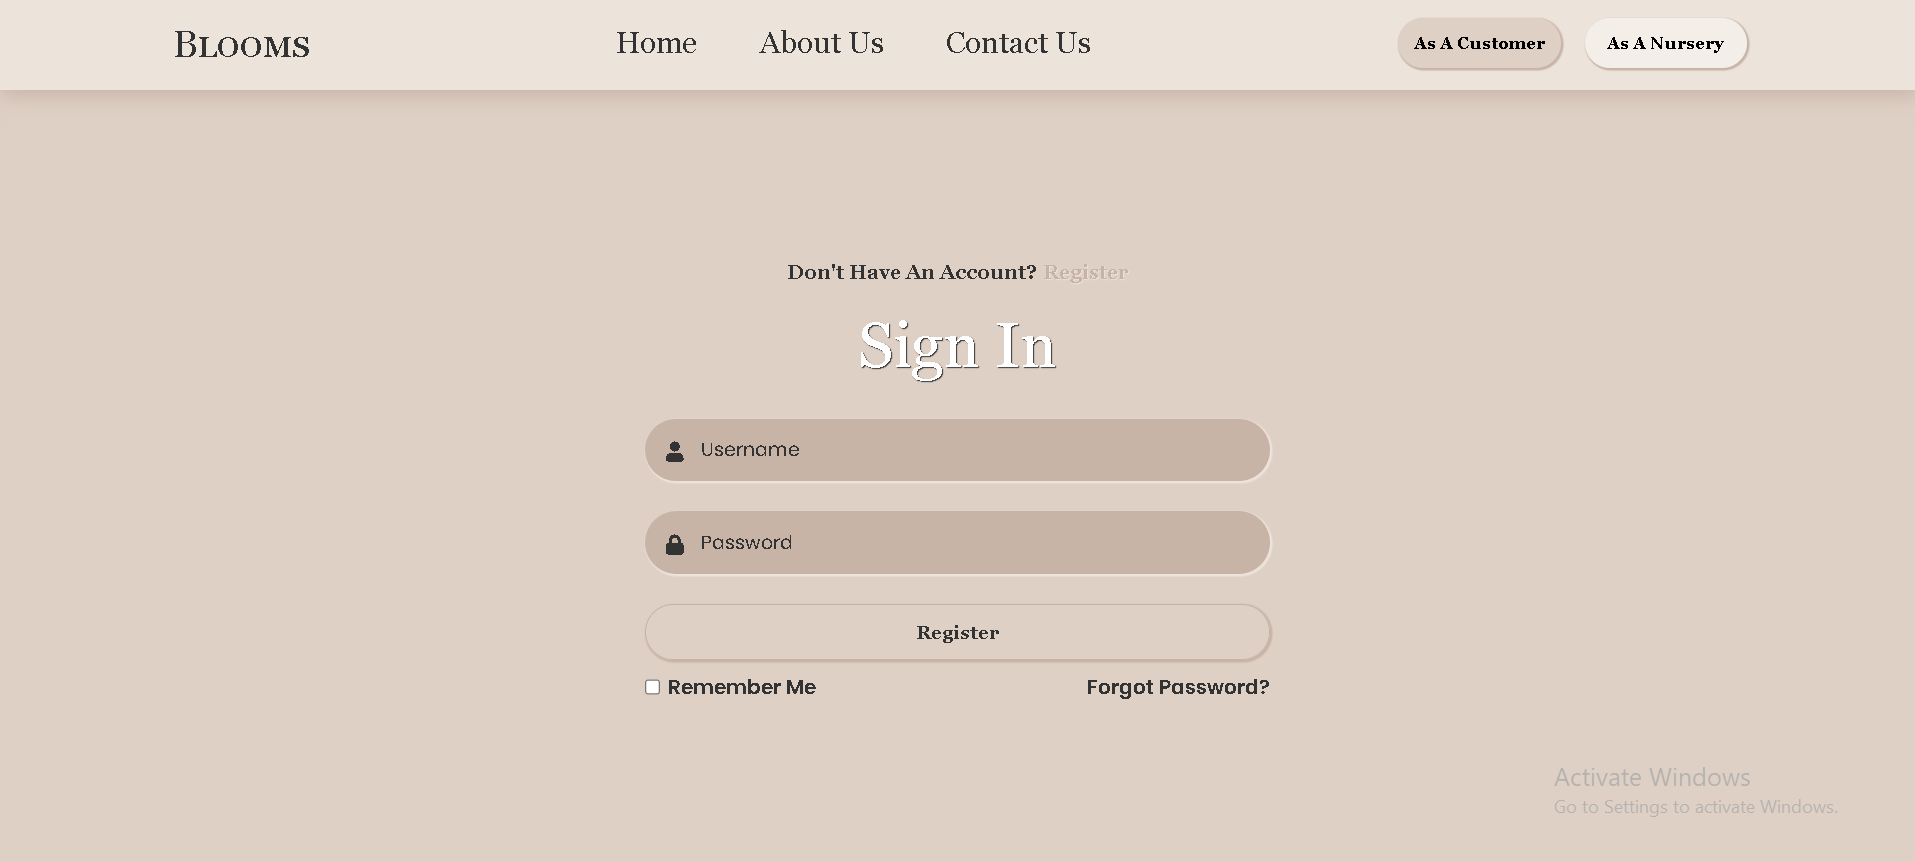 BLOOMS
Home About Us Contact Us
As A Customer As A Nursery
Don't Have An Account? Register
Sign In
Username
Password
Register
Remember Me Forgot Password?
Activate Windows
Go to Settings to activate Windows.